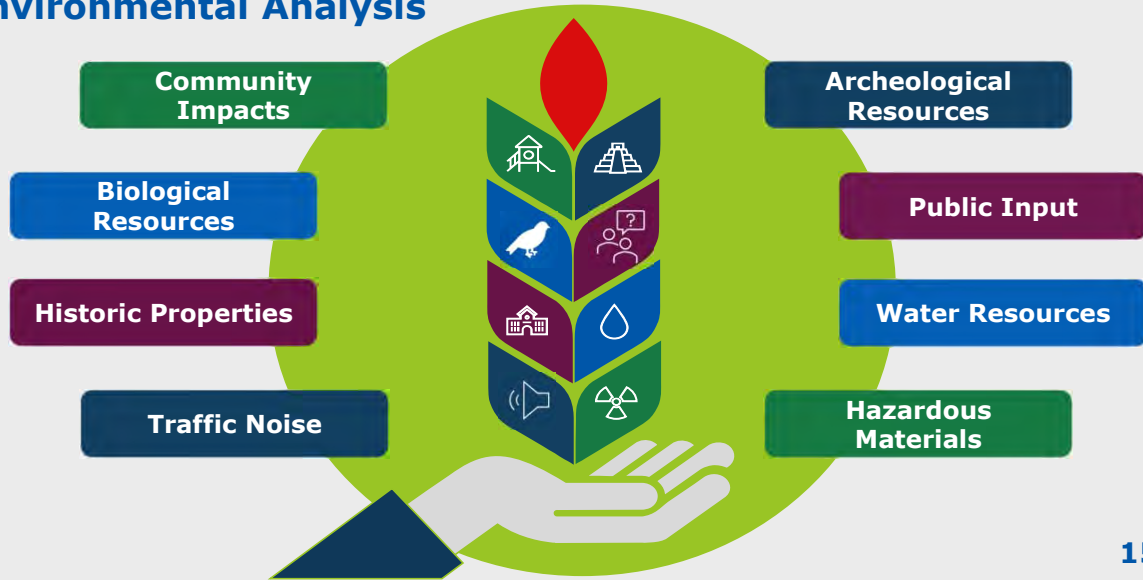 nvironmental Analysis
Community
Impacts
Archeological
Resources
Biological
Resources
Public Input
?
Historic Properties
Water Resources
Traffic Noise
Hazardous
Materials
15